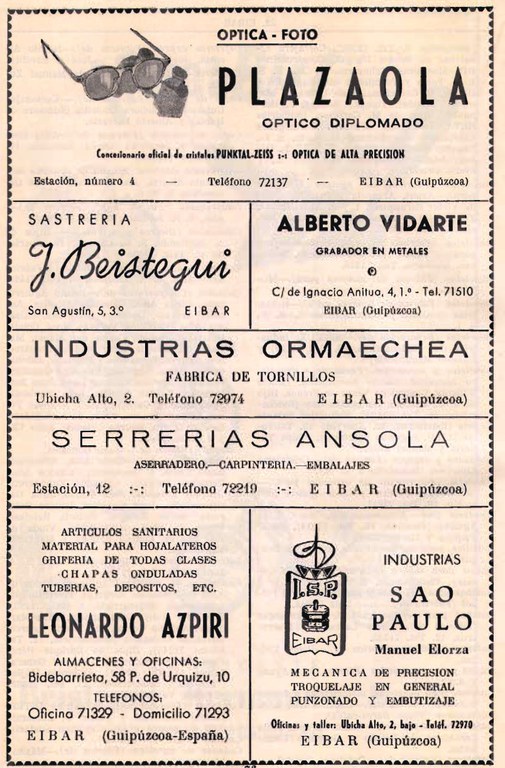 OPTICA - FOTO
PLAZAOLA
OPTICO DIPLOMADO
Concesionario oficial de cristales PUNKTAL-ZEISS :-: OPTICA DE ALTA PRECISION
Estación, número 4 — Teléfono 72137 — EIBAR (Guipúzcoa)
SASTRERIA
J. Beistegui
San Agustín, 5, 3.º EIBAR
ALBERTO VIDARTE
GRABADOR EN METALES
C/ de Ignacio Anitua, 4, 1.º - Tel. 71510
EIBAR (Guipúzcoa)
INDUSTRIAS ORMAECHEA
FABRICA DE TORNILLOS
Ubicha Alto, 2. Teléfono 72974 EIBAR (Guipúzcoa)
SERRERIAS ANSOLA
ASERRADERO.—CARPINTERIA.—EMBALAJES
Estación, 12 :-: Teléfono 72219 :-: EIBAR (Guipúzcoa)
ARTICULOS SANITARIOS
MATERIAL PARA HOJALATEROS
GRIFERIA DE TODAS CLASES
CHAPAS ONDULADAS
TUBERIAS, DEPOSITOS, ETC.
LEONARDO AZPIRI
ALMACENES Y OFICINAS:
Bidebarrieta, 58 P. de Urquizu, 10
TELEFONOS:
Oficina 71329 - Domicilio 71293
EIBAR (Guipúzcoa-España)
I.S.P.
EIBAR
INDUSTRIAS
SAO
PAULO
Manuel Elorza
MECANICA DE PRECISION
TROQUELAJE EN GENERAL
PUNZONADO Y EMBUTIZAJE
Oficinas y taller: Ubicha Alto, 2, bajo - Teléf. 72970
EIBAR (Guipúzcoa)